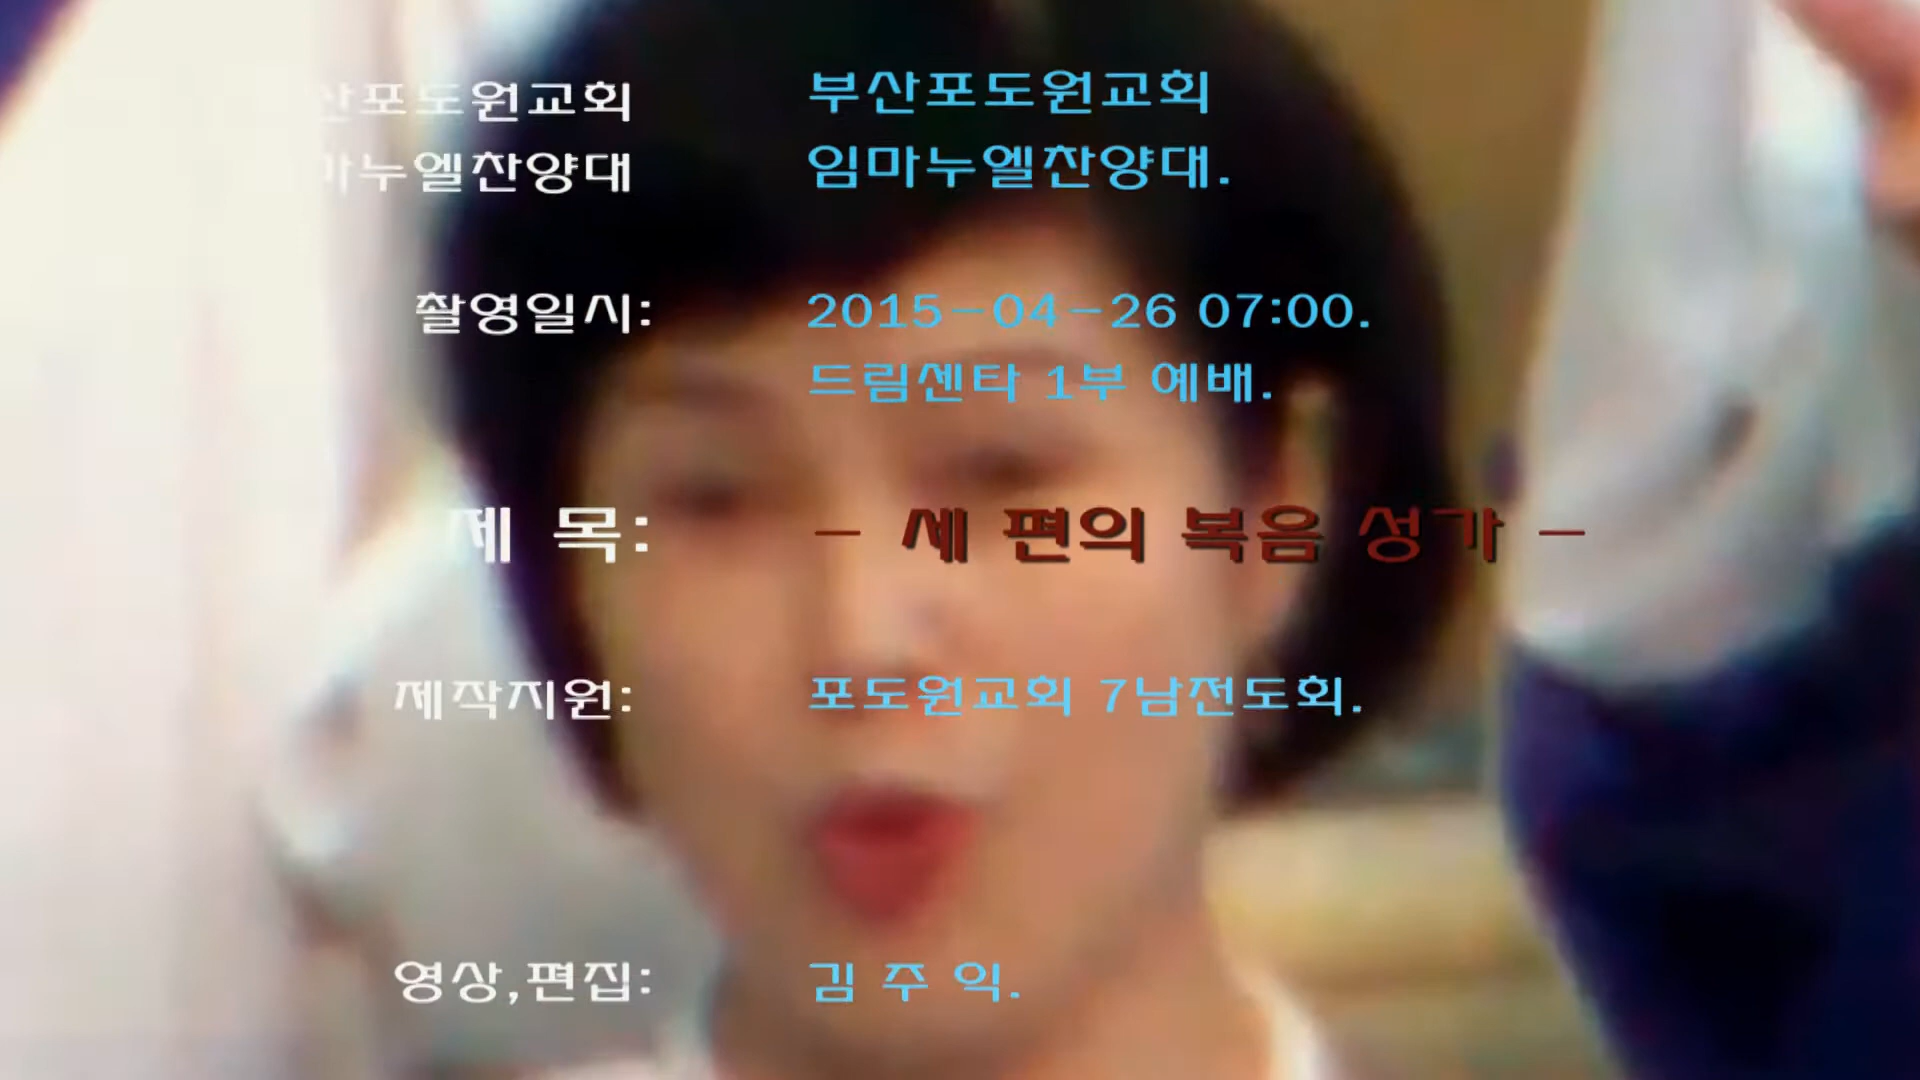 산포도원교회 부산포도원교회
마누엘찬양대 임마누엘찬양대.
촬영일시: 2015-04-26 07:00.
드림센타 1부 예배.
제 목: - 세 편의 복음 성가 -
제작지원: 포도원교회 7남전도회.
영상,편집: 김 주 익.